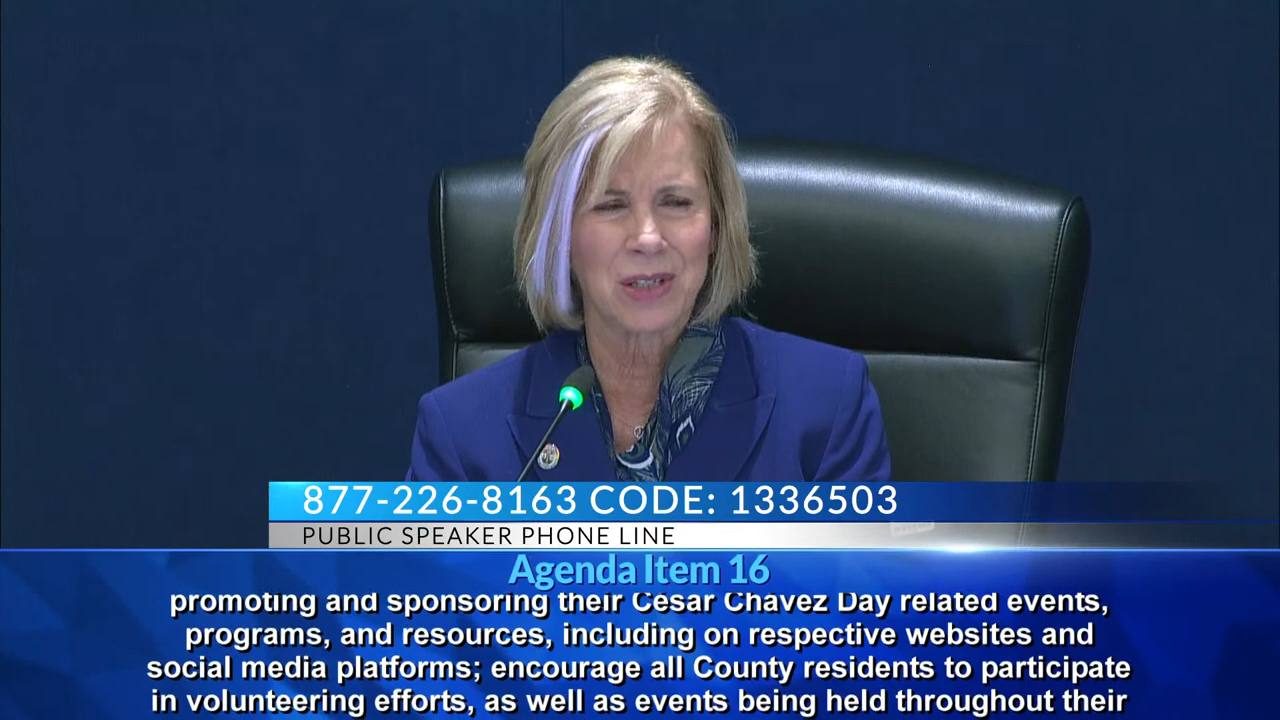 877-226-8163 CODE: 1336503
PUBLIC SPEAKER PHONE LINE
Agenda Item 16
promoting and sponsoring their César Chávez Day related events,
programs, and resources, including on respective websites and
social media platforms; encourage all County residents to participate
in volunteering efforts, as well as events being held throughout their